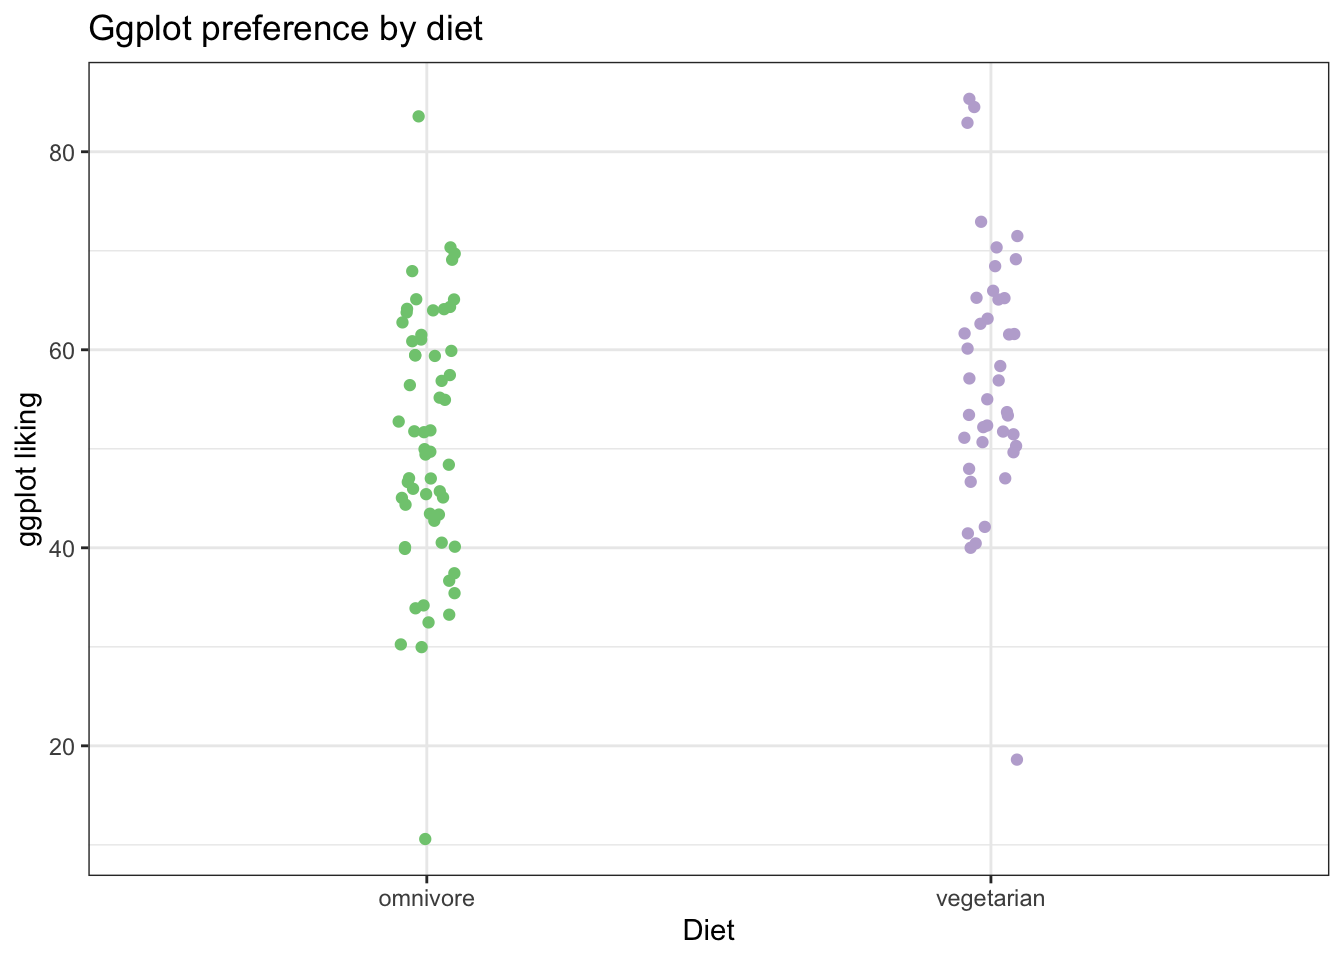 Ggplot preference by diet
80
60
40
20
ggplot liking
omnivore
vegetarian
Diet